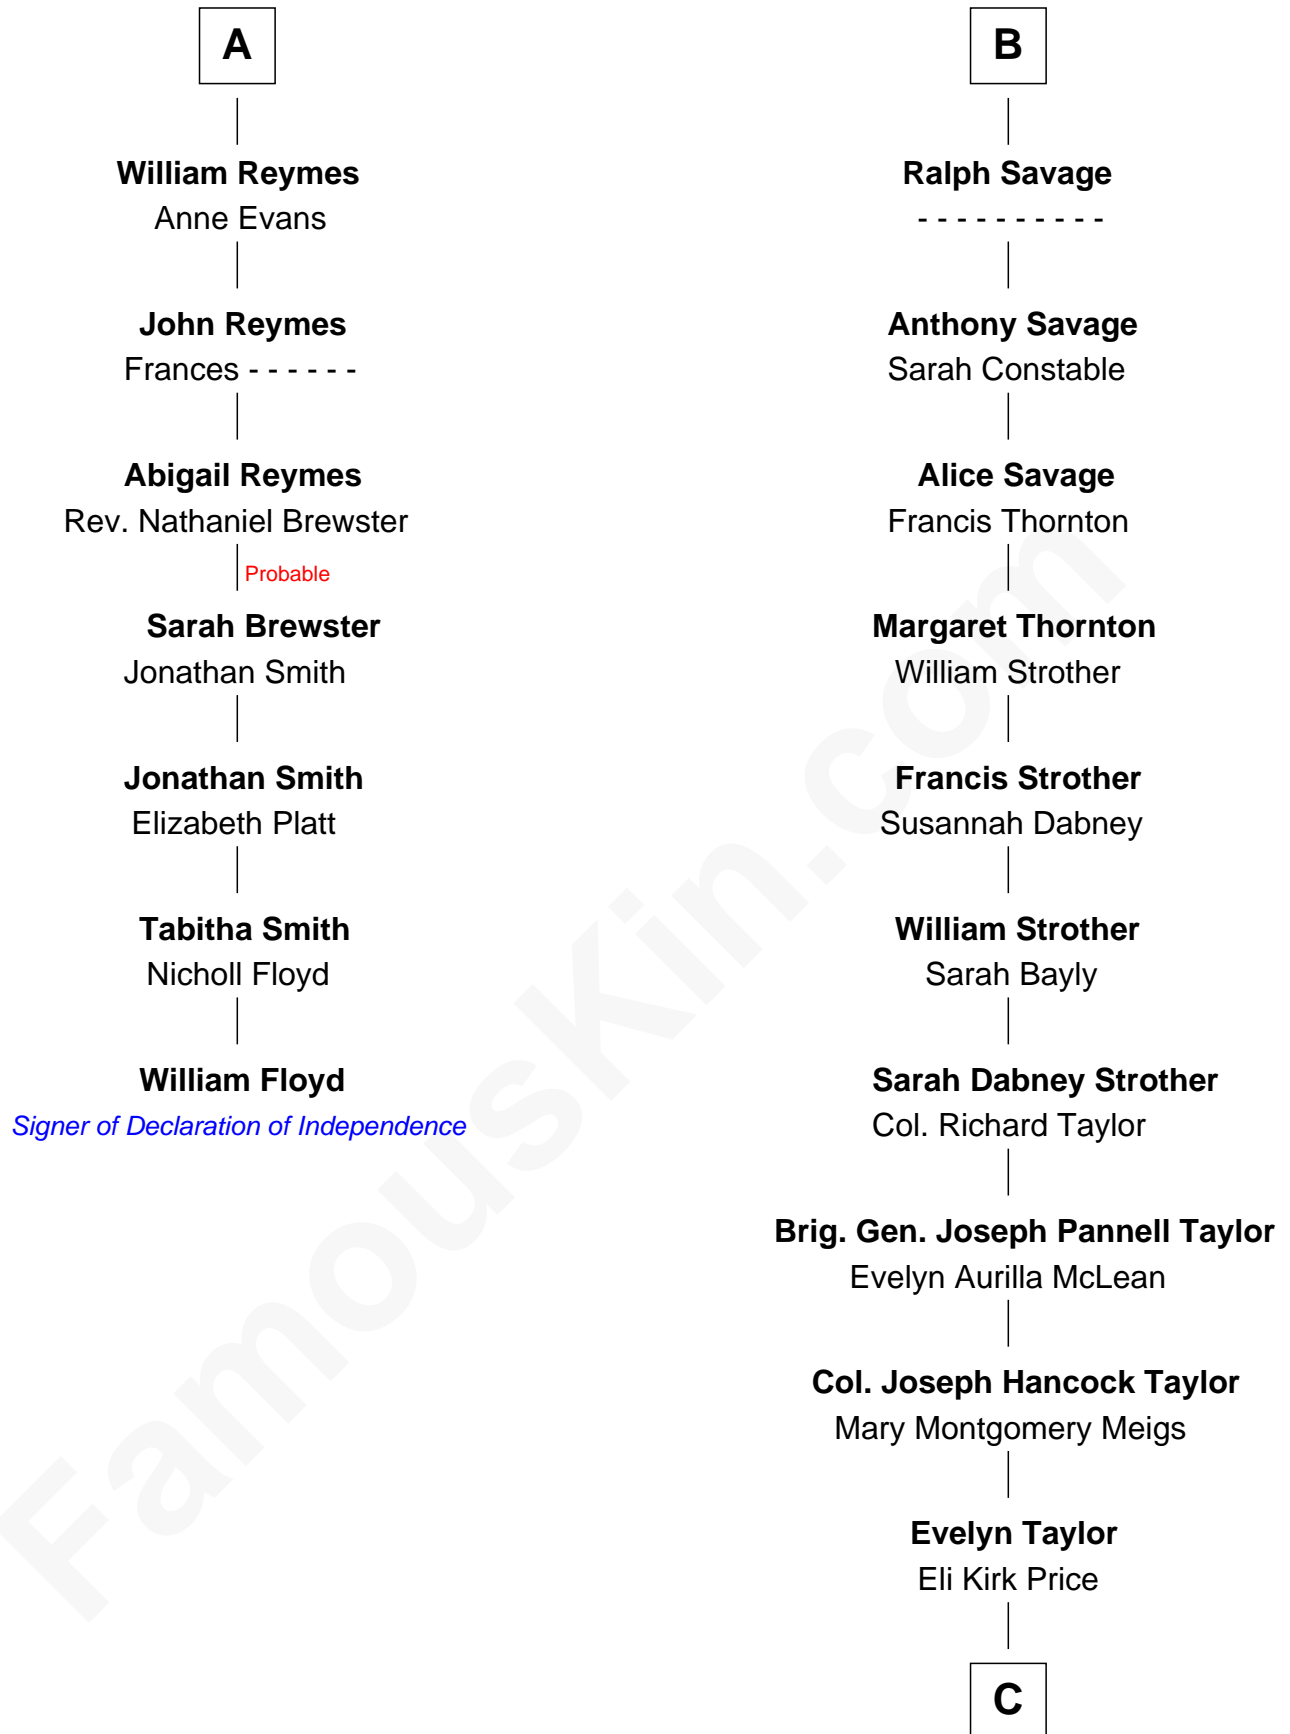 A
William Reymes
Anne Evans
John Reymes
Frances - - - - - -
Abigail Reymes
Rev. Nathaniel Brewster
Probable
Sarah Brewster
Jonathan Smith
Jonathan Smith
Elizabeth Platt
Tabitha Smith
Nicholl Floyd
William Floyd
Signer of Declaration of Independence
B
Ralph Savage
- - - - - - - - - -
Anthony Savage
Sarah Constable
Alice Savage
Francis Thornton
Margaret Thornton
William Strother
Francis Strother
Susannah Dabney
William Strother
Sarah Bayly
Sarah Dabney Strother
Col. Richard Taylor
Brig. Gen. Joseph Pannell Taylor
Evelyn Aurilla McLean
Col. Joseph Hancock Taylor
Mary Montgomery Meigs
Evelyn Taylor
Eli Kirk Price
C
FamousKin.com